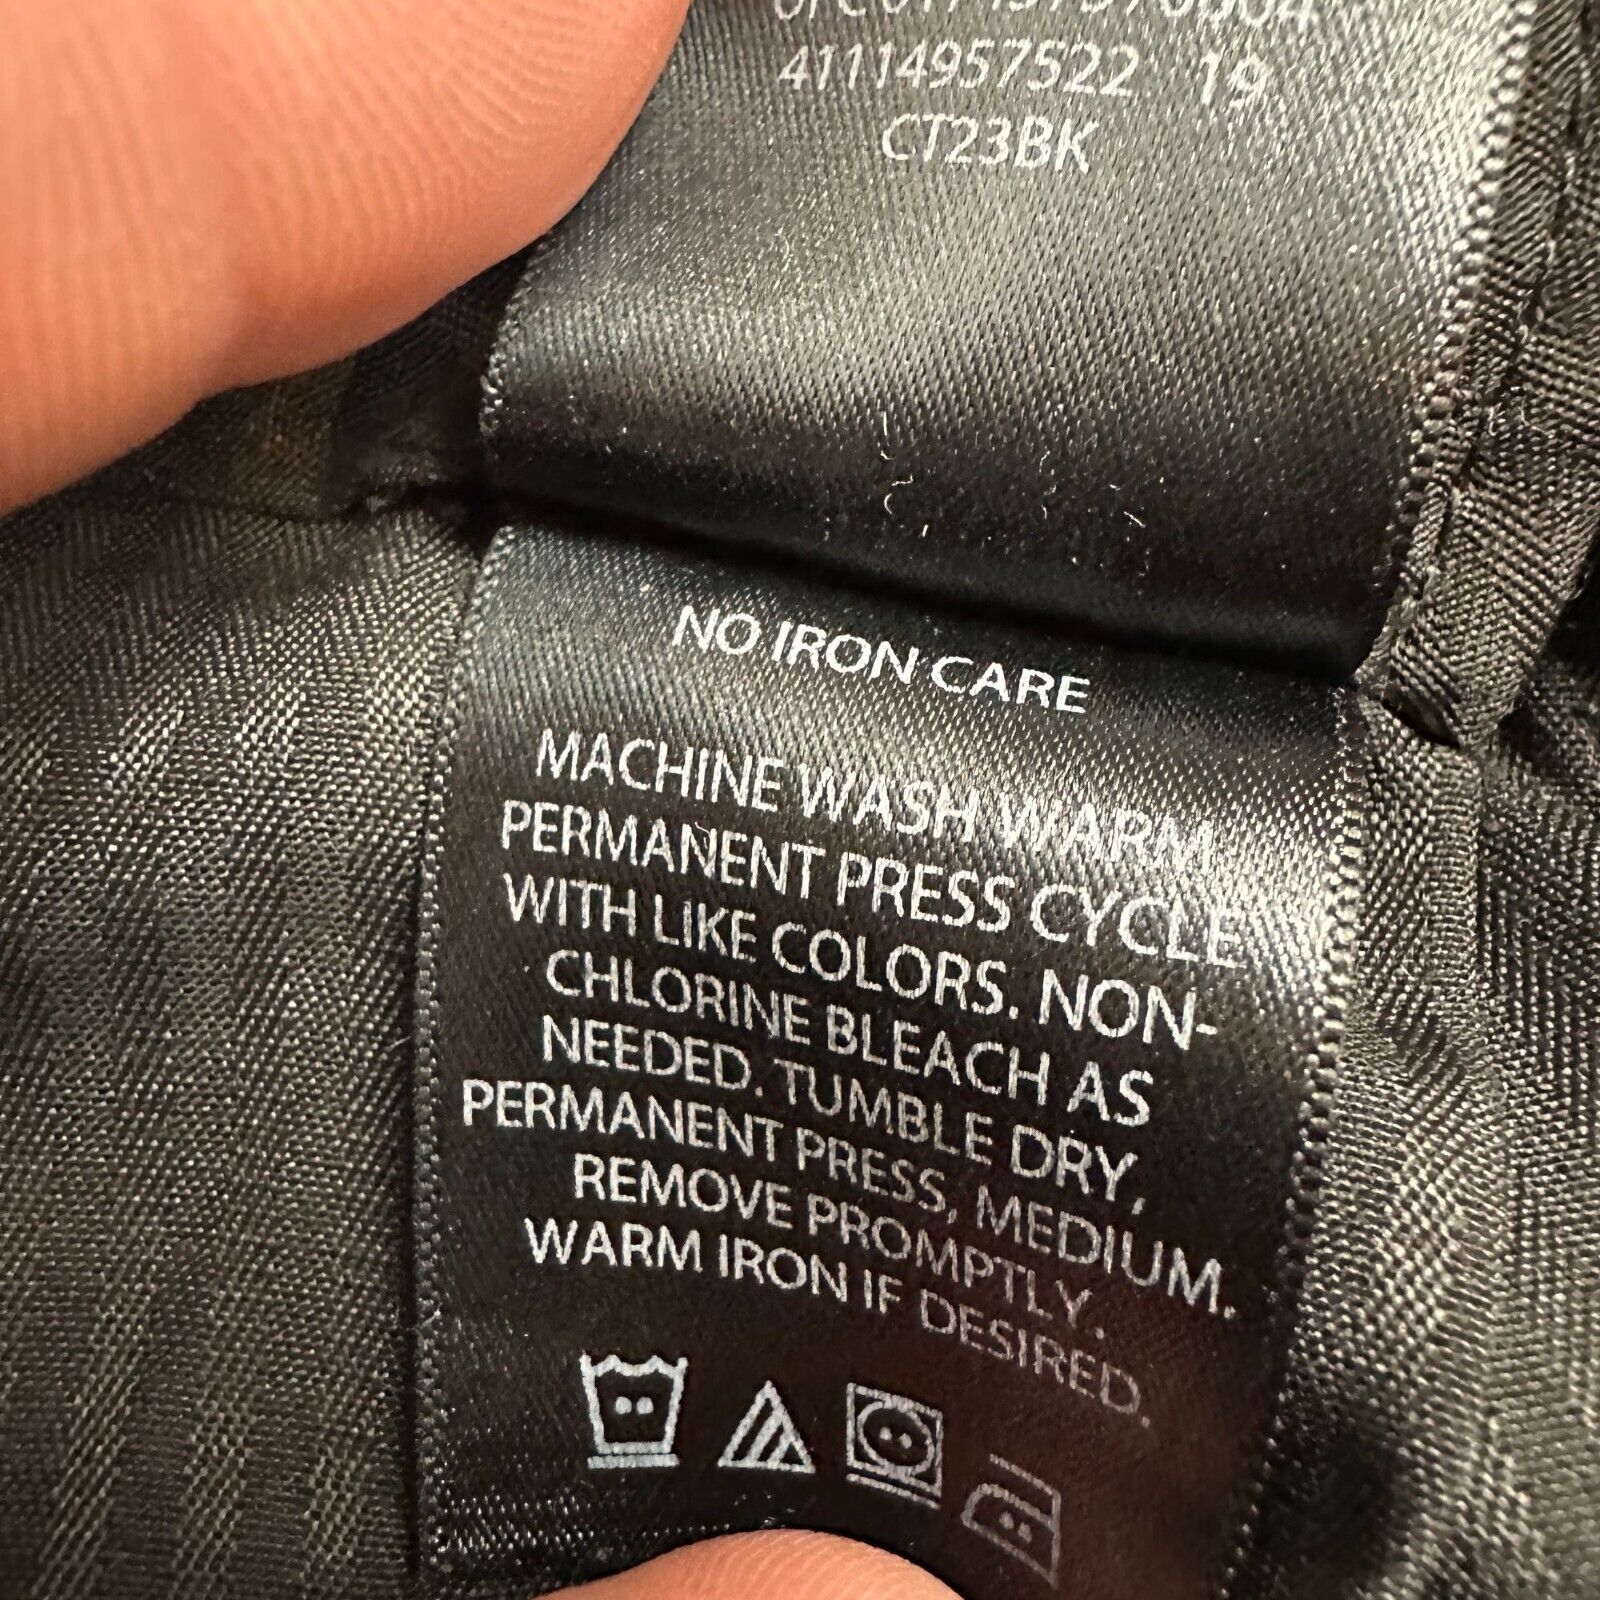 41114957522 19
CT23BK
NO IRON CARE
MACHINE WASH WARM
PERMANENT PRESS CYCLE
WITH LIKE COLORS. NON-
CHLORINE BLEACH AS
NEEDED. TUMBLE DRY,
PERMANENT PRESS, MEDIUM.
REMOVE PROMPTLY.
WARM IRON IF DESIRED.